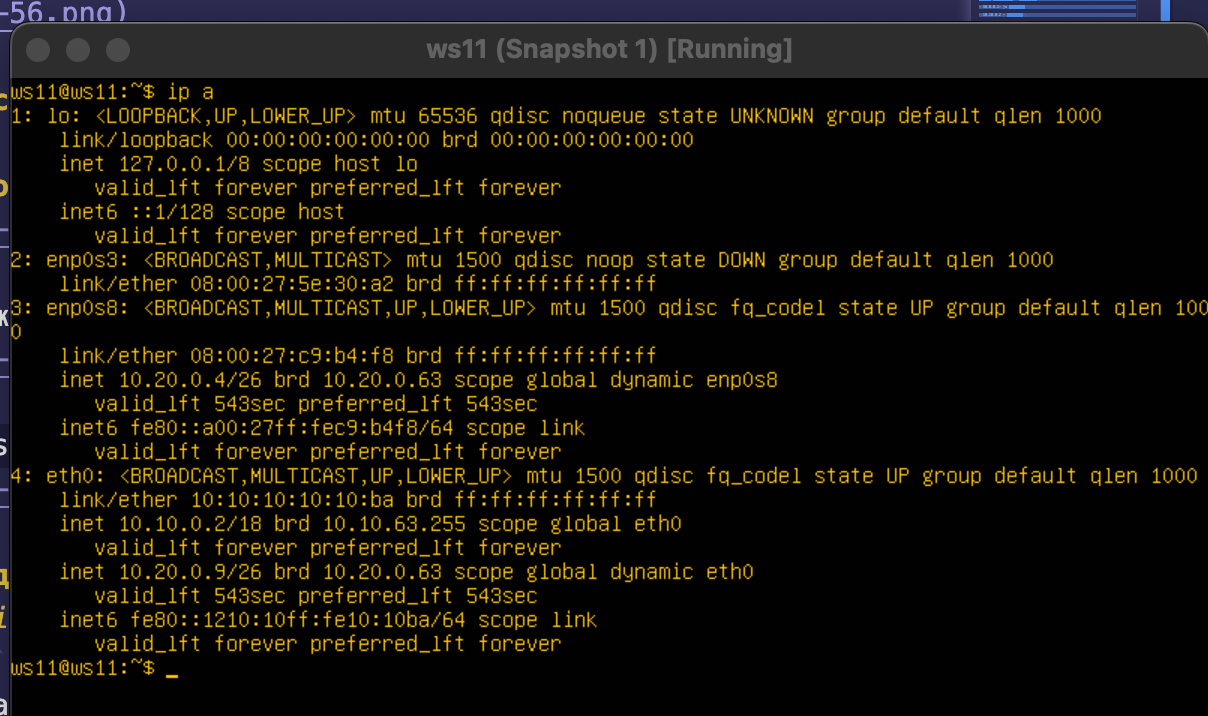 -56.png)
ws11 (Snapshot 1) [Running]
ws11@ws11:~$ ip a
1: lo: <LOOPBACK,UP,LOWER_UP> mtu 65536 qdisc noqueue state UNKNOWN group default qlen 1000
    link/loopback 00:00:00:00:00:00 brd 00:00:00:00:00:00
    inet 127.0.0.1/8 scope host lo
       valid_lft forever preferred_lft forever
    inet6 ::1/128 scope host
       valid_lft forever preferred_lft forever
2: enp0s3: <BROADCAST,MULTICAST> mtu 1500 qdisc noop state DOWN group default qlen 1000
    link/ether 08:00:27:5e:30:a2 brd ff:ff:ff:ff:ff:ff
3: enp0s8: <BROADCAST,MULTICAST,UP,LOWER_UP> mtu 1500 qdisc fq_codel state UP group default qlen 100
0
    link/ether 08:00:27:c9:b4:f8 brd ff:ff:ff:ff:ff:ff
    inet 10.20.0.4/26 brd 10.20.0.63 scope global dynamic enp0s8
       valid_lft 543sec preferred_lft 543sec
    inet6 fe80::a00:27ff:fec9:b4f8/64 scope link
       valid_lft forever preferred_lft forever
4: eth0: <BROADCAST,MULTICAST,UP,LOWER_UP> mtu 1500 qdisc fq_codel state UP group default qlen 1000
    link/ether 10:10:10:10:10:ba brd ff:ff:ff:ff:ff:ff
    inet 10.10.0.2/18 brd 10.10.63.255 scope global eth0
       valid_lft forever preferred_lft forever
    inet 10.20.0.9/26 brd 10.20.0.63 scope global dynamic eth0
       valid_lft 543sec preferred_lft 543sec
    inet6 fe80::1210:10ff:fe10:10ba/64 scope link
       valid_lft forever preferred_lft forever
ws11@ws11:~$ _